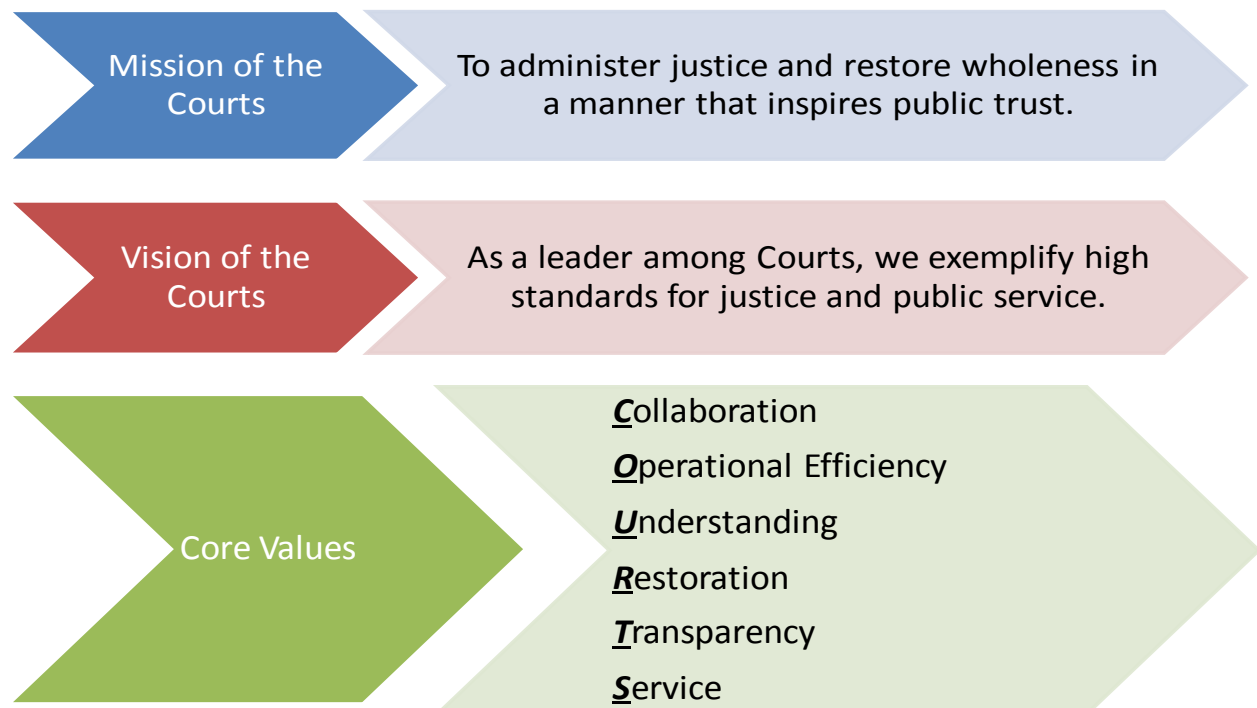 Mission of the
Courts
To administer justice and restore wholeness in
a manner that inspires public trust.
Vision of the
Courts
As a leader among Courts, we exemplify high
standards for justice and public service.
Core Values
Collaboration
Operational Efficiency
Understanding
Restoration
Transparency
Service